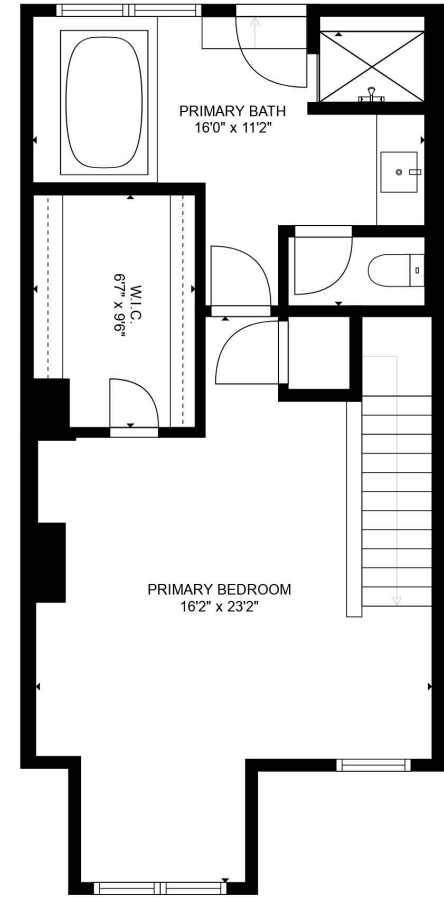 PRIMARY BATH
16'0" x 11'2"
W.I.C.
6'7" x 9'6"
PRIMARY BEDROOM
16'2" x 23'2"